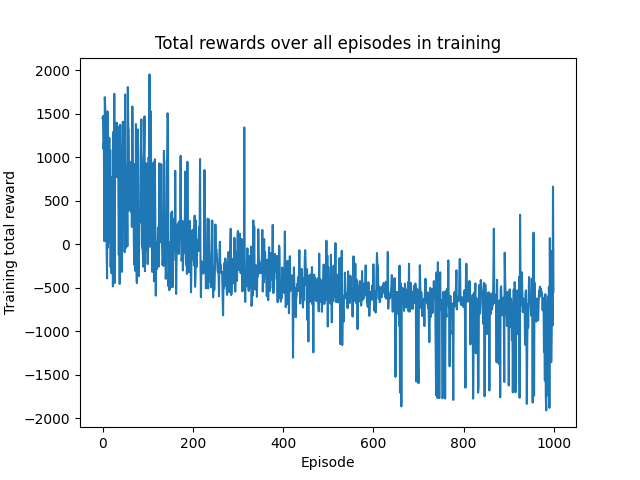 Total rewards over all episodes in training
Training total reward
2000
1500
1000
500
0
−500
−1000
−1500
−2000
0 200 400 600 800 1000
Episode